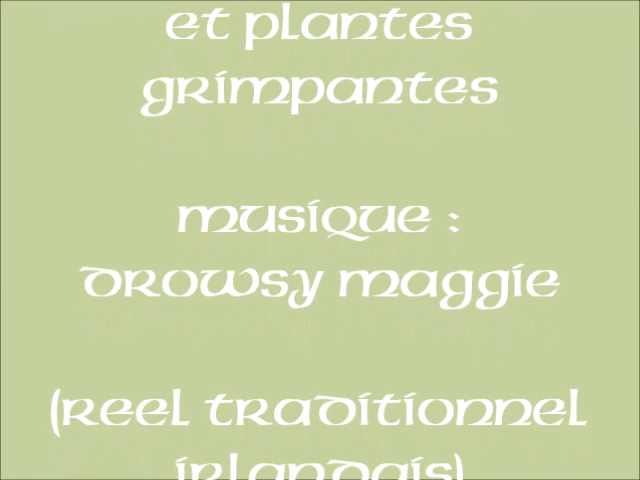 et plantes
grimpantes
musique :
drowsy maggie
(reel traditionnel
irlandais)